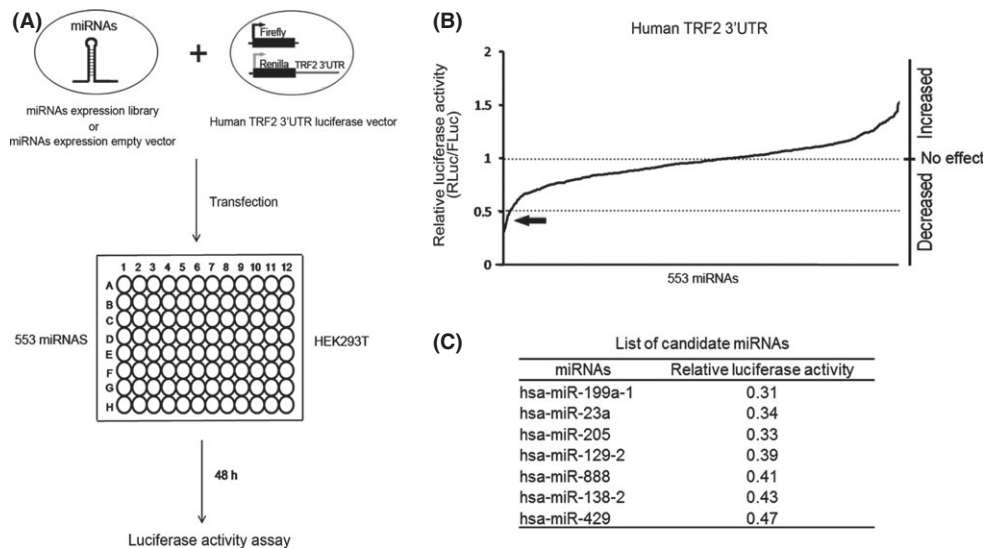 (A)
miRNAs
+
Firefly
Renilla TRF2 3'UTR
miRNAs expression library
or
miRNAs expression empty vector
Human TRF2 3'UTR luciferase vector
Transfection
1 2 3 4 5 6 7 8 9 10 11 12
A
B
C
D
E
F
G
H
553 miRNAS
HEK293T
48 h
Luciferase activity assay
(B)
Human TRF2 3'UTR
Relative luciferase activity
(RLuc/FLuc)
2
1.5
1
0.5
0
553 miRNAs
Increased
No effect
Decreased
(C)
List of candidate miRNAs
miRNAs Relative luciferase activity
hsa-miR-199a-1 0.31
hsa-miR-23a 0.34
hsa-miR-205 0.33
hsa-miR-129-2 0.39
hsa-miR-888 0.41
hsa-miR-138-2 0.43
hsa-miR-429 0.47